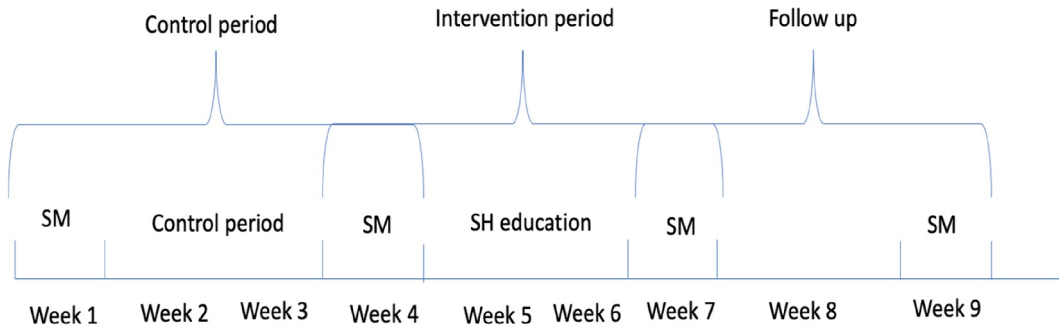 Control period Intervention period Follow up
SM Control period SM SH education SM SM
Week 1 Week 2 Week 3 Week 4 Week 5 Week 6 Week 7 Week 8 Week 9